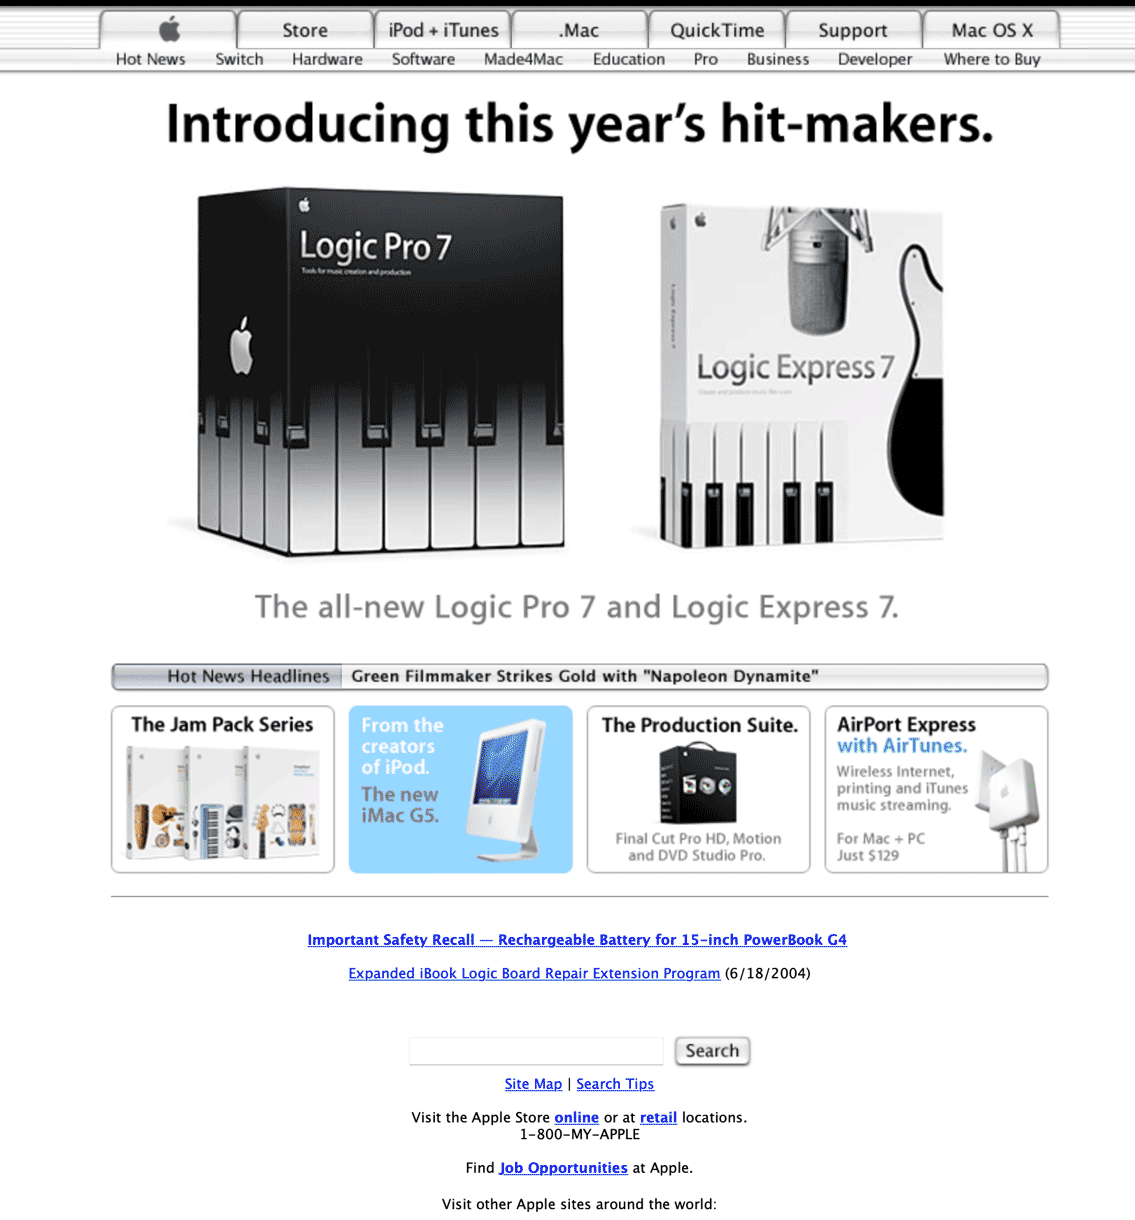 Store
iPod + iTunes
.Mac
QuickTime
Support
Mac OS X
Hot News
Switch
Hardware
Software
Made4Mac
Education
Pro
Business
Developer
Where to Buy
Introducing this year's hit-makers.
Logic Pro 7
Tools for music creation and production
Logic Express 7
Logic Express 7
The all-new Logic Pro 7 and Logic Express 7.
Hot News Headlines
Green Filmmaker Strikes Gold with "Napoleon Dynamite"
The Jam Pack Series
From the
creators
of iPod.
The new
iMac G5.
The Production Suite.
Final Cut Pro HD, Motion
and DVD Studio Pro.
AirPort Express
with AirTunes.
Wireless Internet,
printing and iTunes
music streaming.
For Mac + PC
Just $129
Important Safety Recall — Rechargeable Battery for 15-inch PowerBook G4
Expanded iBook Logic Board Repair Extension Program (6/18/2004)
Search
Site Map | Search Tips
Visit the Apple Store online or at retail locations.
1-800-MY-APPLE
Find Job Opportunities at Apple.
Visit other Apple sites around the world: